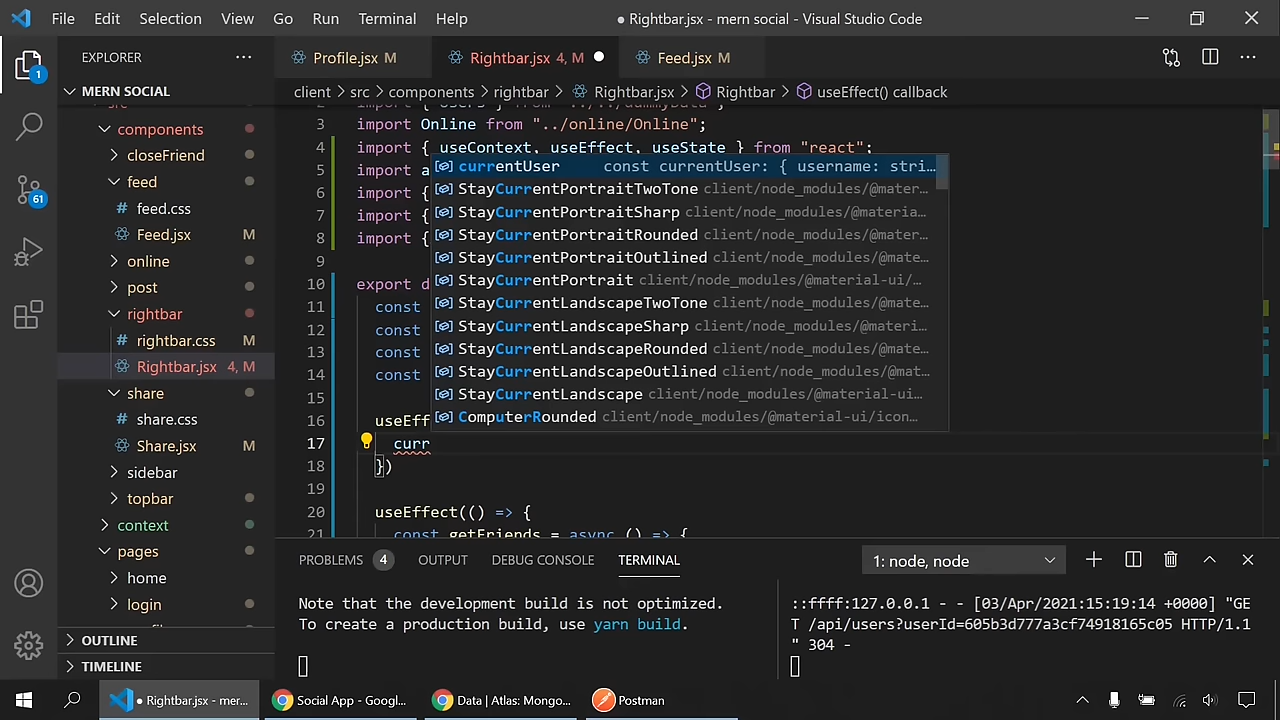 File Edit Selection View Go Run Terminal Help ● Rightbar.jsx - mern social - Visual Studio Code
EXPLORER ···
Profile.jsx M Rightbar.jsx 4, M Feed.jsx M
MERN SOCIAL
client > src > components > rightbar > Rightbar.jsx > Rightbar > useEffect() callback
components
closeFriend
feed
# feed.css
Feed.jsx M
online
post
rightbar
# rightbar.css M
Rightbar.jsx 4, M
share
# share.css
Share.jsx M
sidebar
topbar
context
pages
home
login
OUTLINE
TIMELINE
1
61
3 import Online from "../online/Online";
4 import { useContext, useEffect, useState } from "react";
5 import a
6 import {
7 import {
8 import {
9
10 export d
11 const
12 const
13 const
14 const
15
16 useEff
17 curr
18 })
19
20 useEffect(() => {
21 const getFriends = async () => {
currentUser const currentUser: { username: stri…
StayCurrentPortraitTwoTone client/node_modules/@mater…
StayCurrentPortraitSharp client/node_modules/@materia…
StayCurrentPortraitRounded client/node_modules/@mater…
StayCurrentPortraitOutlined client/node_modules/@mate…
StayCurrentPortrait client/node_modules/@material-ui/…
StayCurrentLandscapeTwoTone client/node_modules/@mate…
StayCurrentLandscapeSharp client/node_modules/@materi…
StayCurrentLandscapeRounded client/node_modules/@mate…
StayCurrentLandscapeOutlined client/node_modules/@mat…
StayCurrentLandscape client/node_modules/@material-ui…
ComputerRounded client/node_modules/@material-ui/icon…
PROBLEMS 4 OUTPUT DEBUG CONSOLE TERMINAL 1: node, node
Note that the development build is not optimized.
To create a production build, use yarn build.
::ffff:127.0.0.1 - - [03/Apr/2021:15:19:14 +0000] "GE
T /api/users?userId=605b3d777a3cf74918165c05 HTTP/1.1
" 304 -
● Rightbar.jsx - mer... Social App - Googl... Data | Atlas: Mongo... Postman